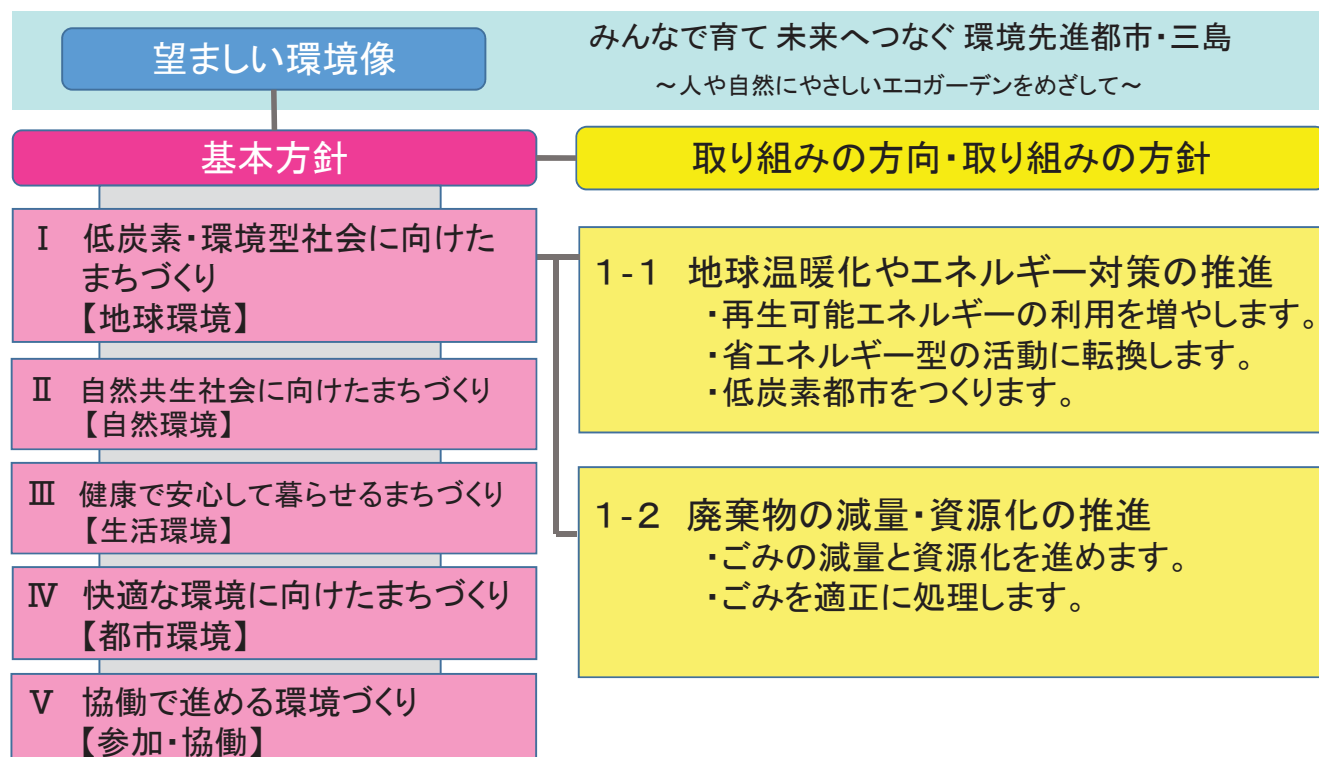 望ましい環境像
みんなで育て 未来へつなぐ 環境先進都市・三島
～人や自然にやさしいエコガーデンをめざして～
基本方針
取り組みの方向・取り組みの方針
Ⅰ 低炭素・環境型社会に向けた
まちづくり
【地球環境】
Ⅱ 自然共生社会に向けたまちづくり
【自然環境】
Ⅲ 健康で安心して暮らせるまちづくり
【生活環境】
Ⅳ 快適な環境に向けたまちづくり
【都市環境】
Ⅴ 協働で進める環境づくり
【参加・協働】
１-１ 地球温暖化やエネルギー対策の推進
・再生可能エネルギーの利用を増やします。
・省エネルギー型の活動に転換します。
・低炭素都市をつくります。
１-２ 廃棄物の減量・資源化の推進
・ごみの減量と資源化を進めます。
・ごみを適正に処理します。